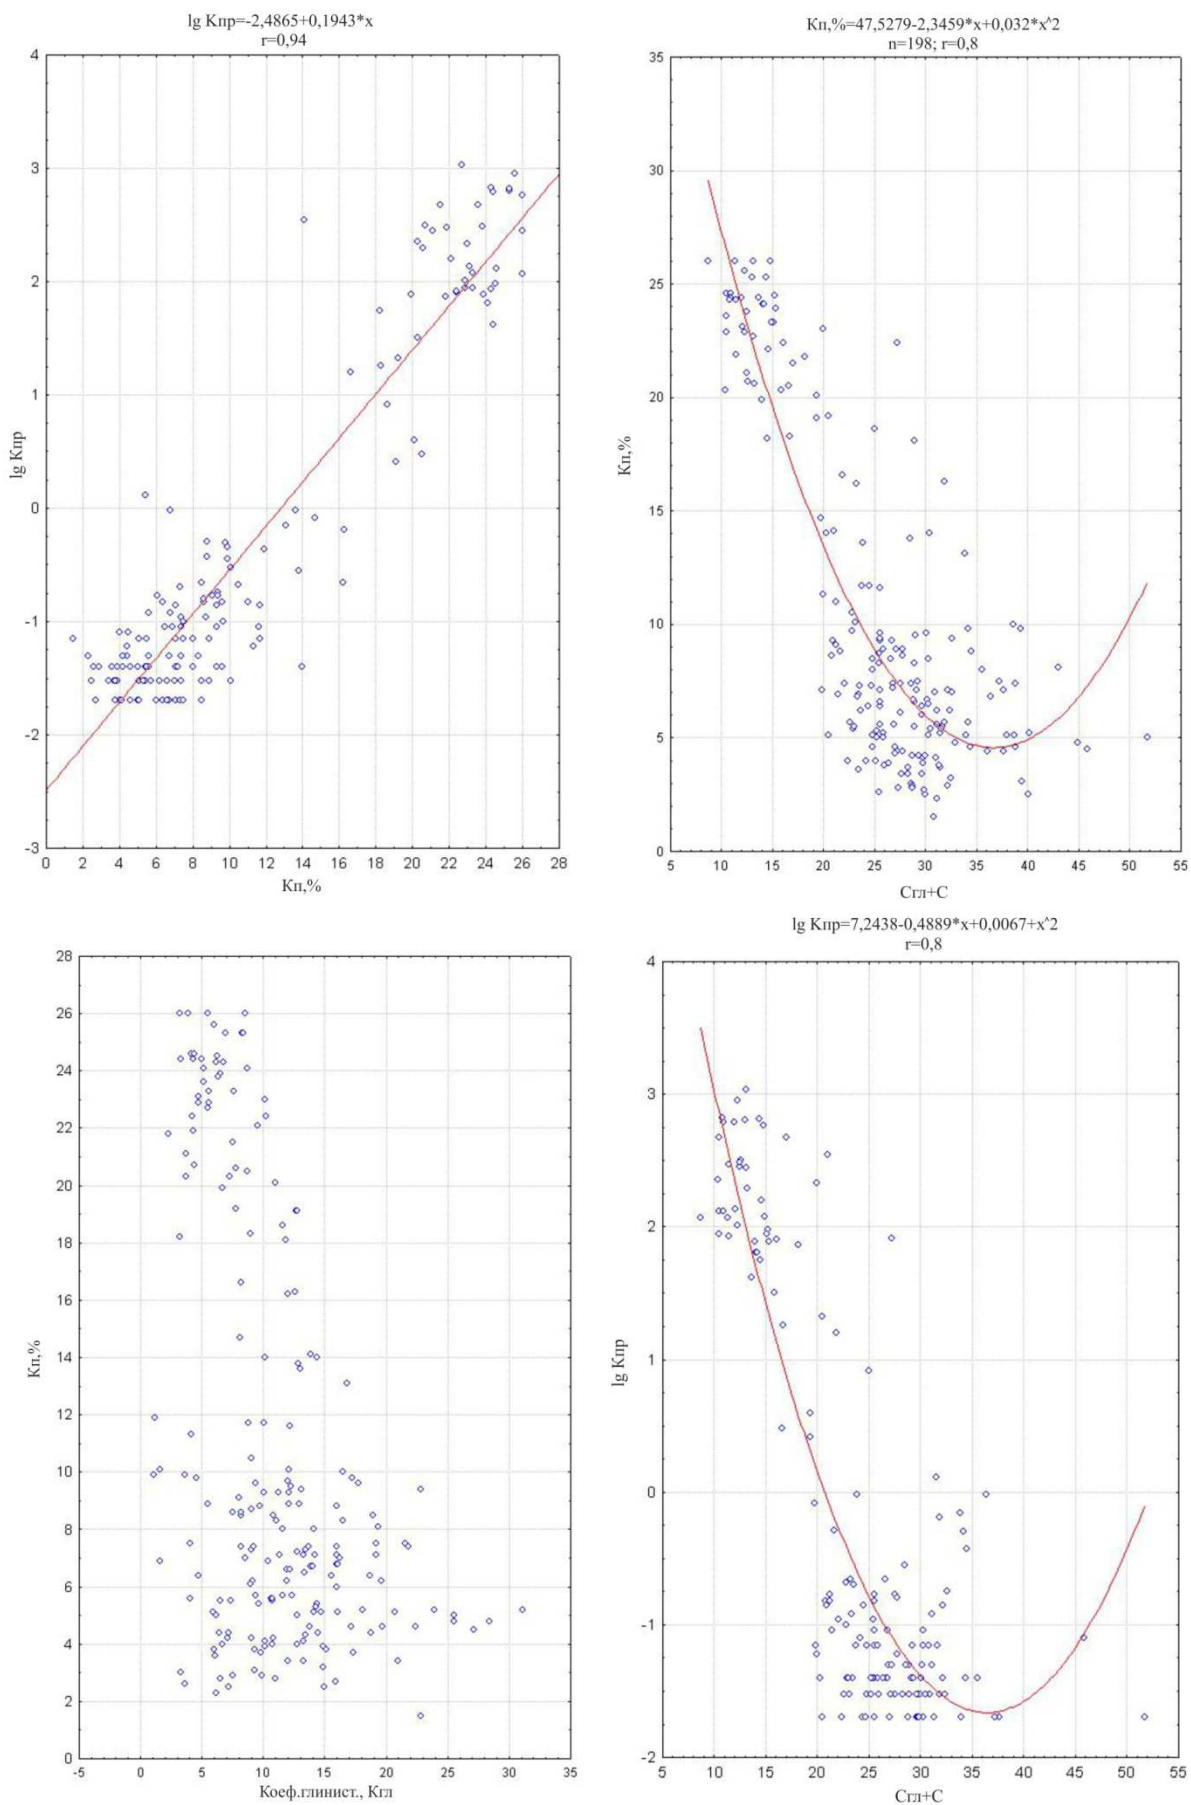 lg Кпр=-2,4865+0,1943*x
r=0,94
4
3
2
1
0
-1
-2
-3
lg Кпр
0 2 4 6 8 10 12 14 16 18 20 22 24 26 28
Кп,%
Кп,%=47,5279-2,3459*x+0,032*x^2
n=198; r=0,8
35
30
25
20
15
10
5
0
Кп,%
5 10 15 20 25 30 35 40 45 50 55
Сгл+С
28
26
24
22
20
18
16
14
12
10
8
6
4
2
0
Кп,%
-5 0 5 10 15 20 25 30 35
Коеф.глинист., Кгл
lg Кпр=7,2438-0,4889*x+0,0067+x^2
r=0,8
4
3
2
1
0
-1
-2
lg Кпр
5 10 15 20 25 30 35 40 45 50 55
Сгл+С